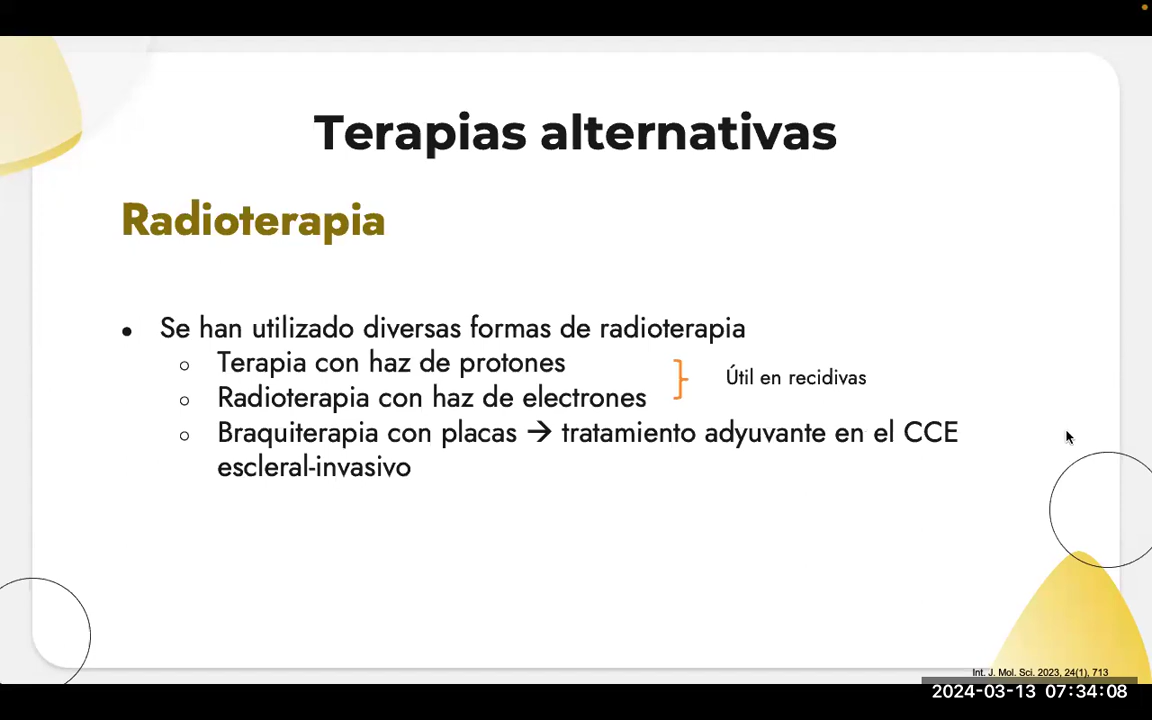 Terapias alternativas
Radioterapia
● Se han utilizado diversas formas de radioterapia
○ Terapia con haz de protones
Útil en recidivas
○ Radioterapia con haz de electrones
○ Braquiterapia con placas → tratamiento adyuvante en el CCE
escleral-invasivo
Int. J. Mol. Sci. 2023, 24(1), 713
2024-03-13 07:34:08